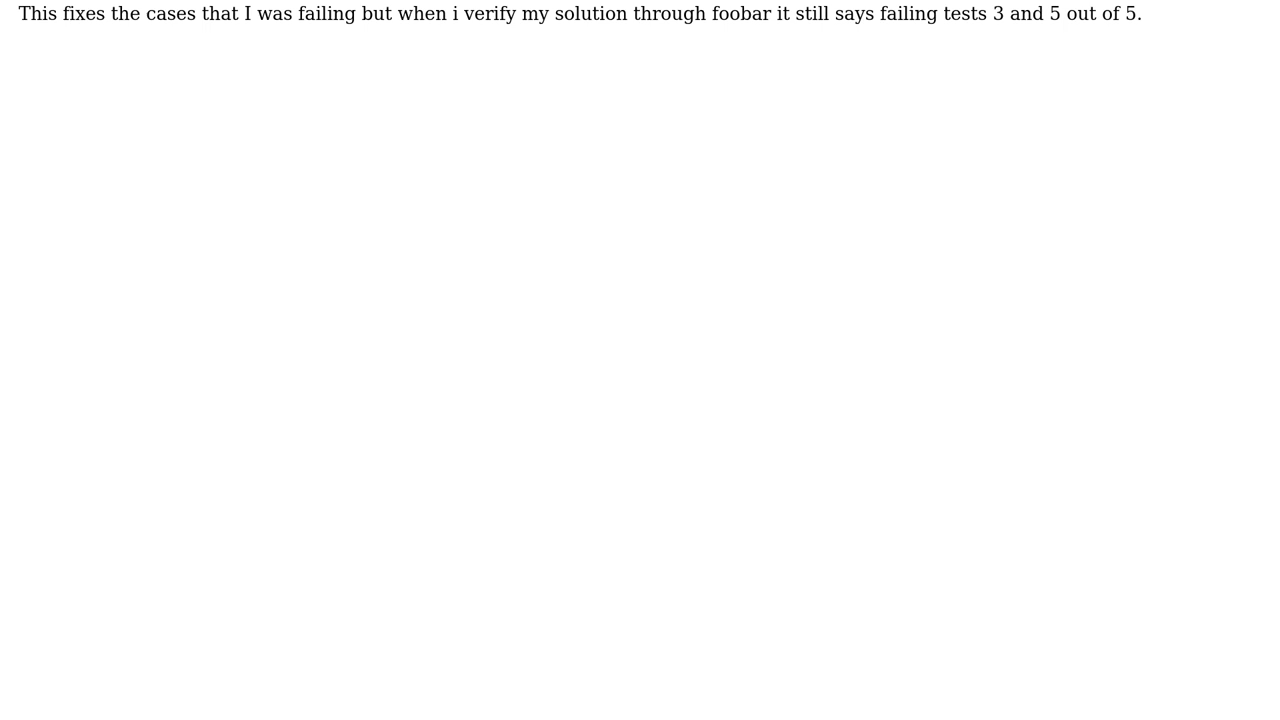 This fixes the cases that I was failing but when i verify my solution through foobar it still says failing tests 3 and 5 out of 5.